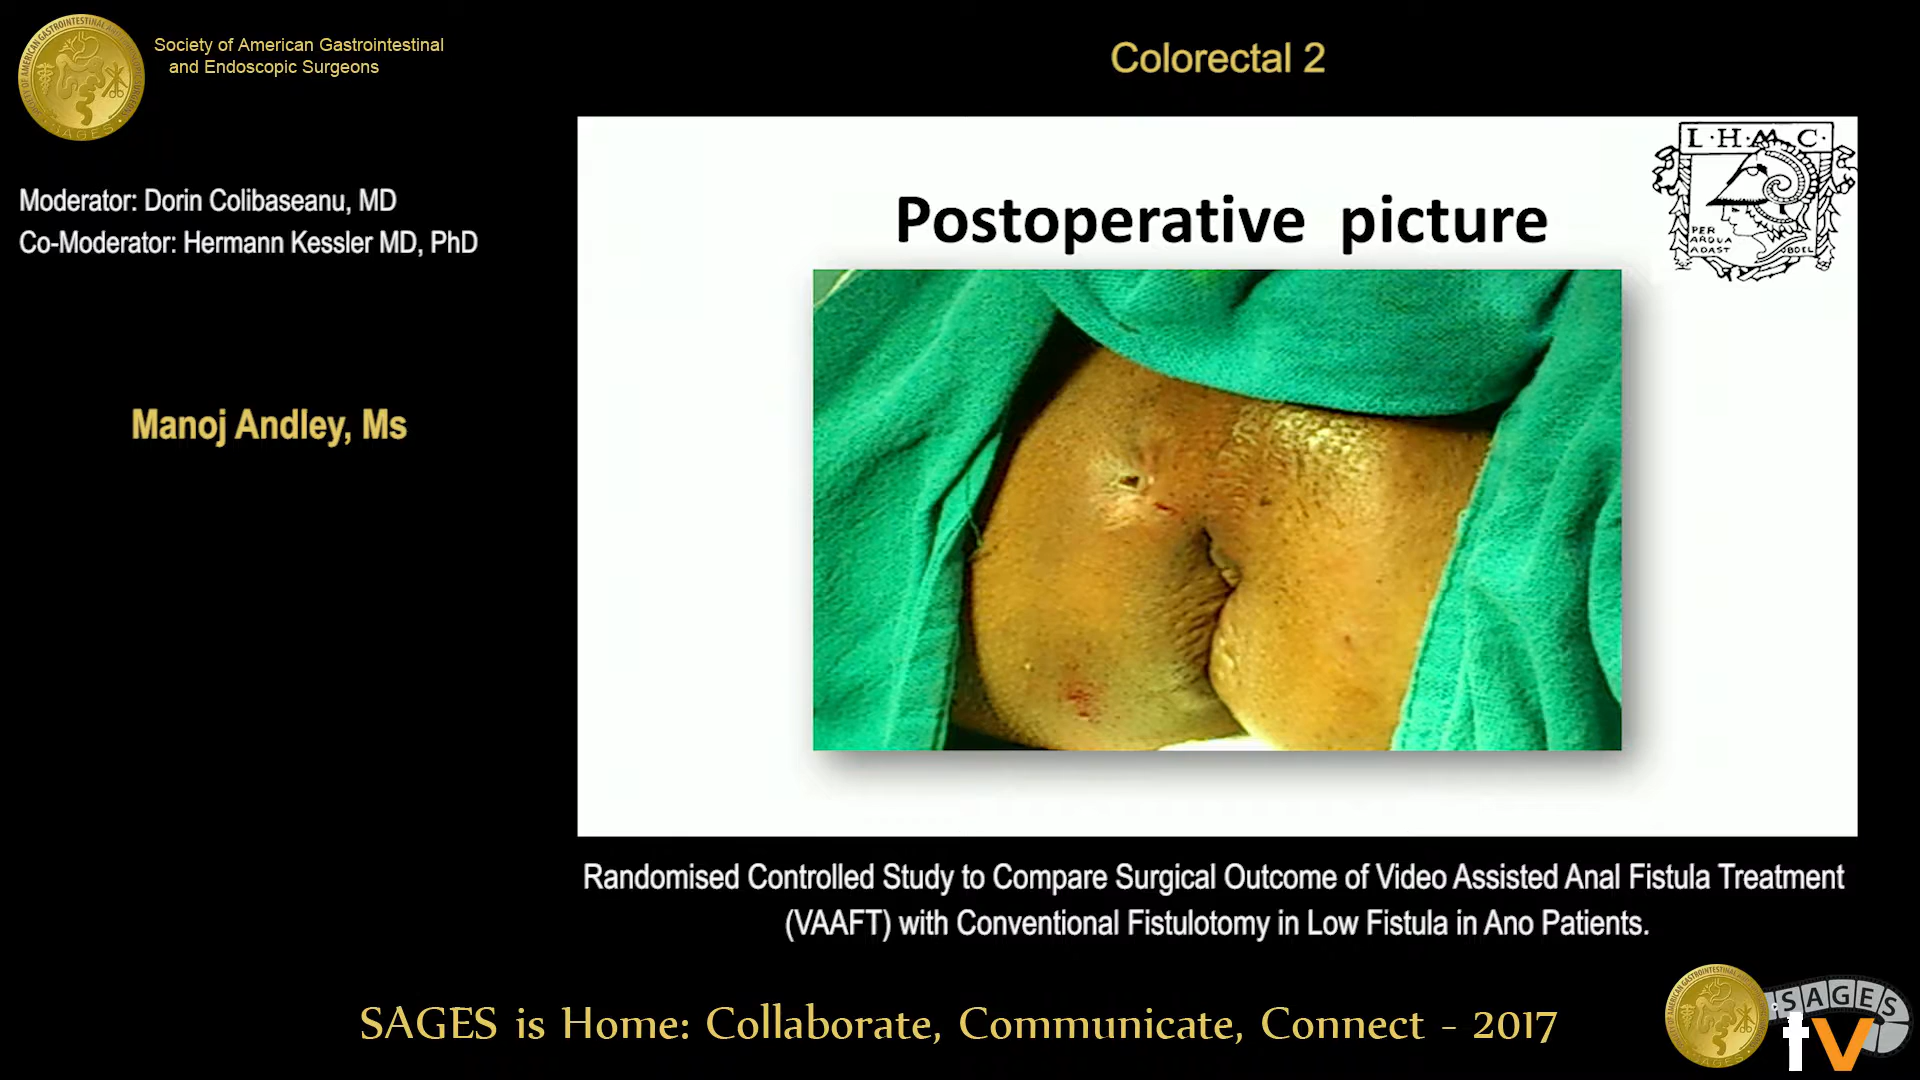 Society of American Gastrointestinal
and Endoscopic Surgeons
Colorectal 2
Moderator: Dorin Colibaseanu, MD
Co-Moderator: Hermann Kessler MD, PhD
Manoj Andley, Ms
L·H·M·C·
PER
ARDUA
ADAST
Postoperative picture
Randomised Controlled Study to Compare Surgical Outcome of Video Assisted Anal Fistula Treatment
(VAAFT) with Conventional Fistulotomy in Low Fistula in Ano Patients.
SAGES is Home: Collaborate, Communicate, Connect - 2017
SAGES
tv